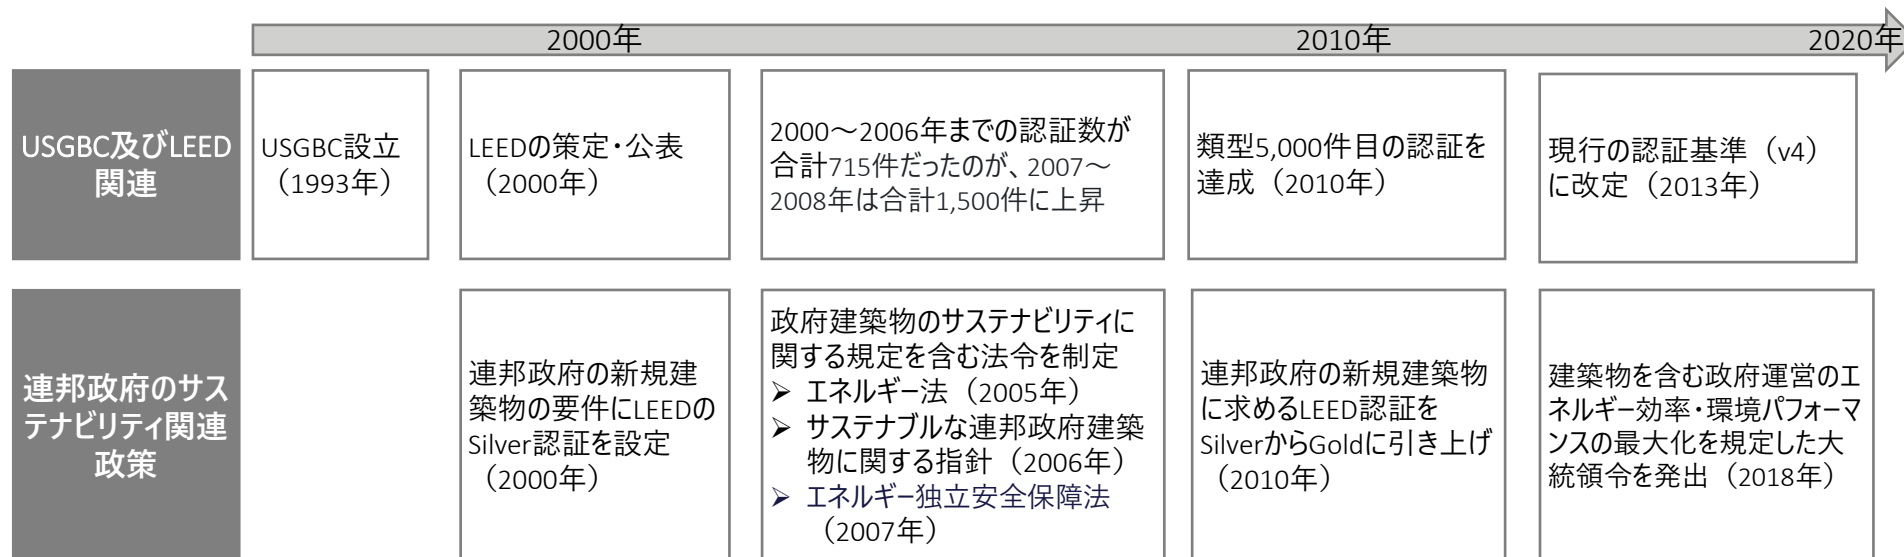 2000年
2010年
2020年
USGBC及びLEED
関連
USGBC設立
（1993年）
LEEDの策定・公表
（2000年）
2000～2006年までの認証数が
合計715件だったのが、2007～
2008年は合計1,500件に上昇
類型5,000件目の認証を
達成（2010年）
現行の認証基準（v4）
に改定（2013年）
連邦政府のサス
テナビリティ関連
政策
連邦政府の新規建
築物の要件にLEEDの
Silver認証を設定
（2000年）
政府建築物のサステナビリティに
関する規定を含む法令を制定
➢ エネルギー法（2005年）
➢ サステナブルな連邦政府建築
物に関する指針（2006年）
➢ エネルギー独立安全保障法
（2007年）
連邦政府の新規建築物
に求めるLEED認証を
SilverからGoldに引き上げ
（2010年）
建築物を含む政府運営のエ
ネルギー効率・環境パフォーマ
ンスの最大化を規定した大
統領令を発出（2018年）